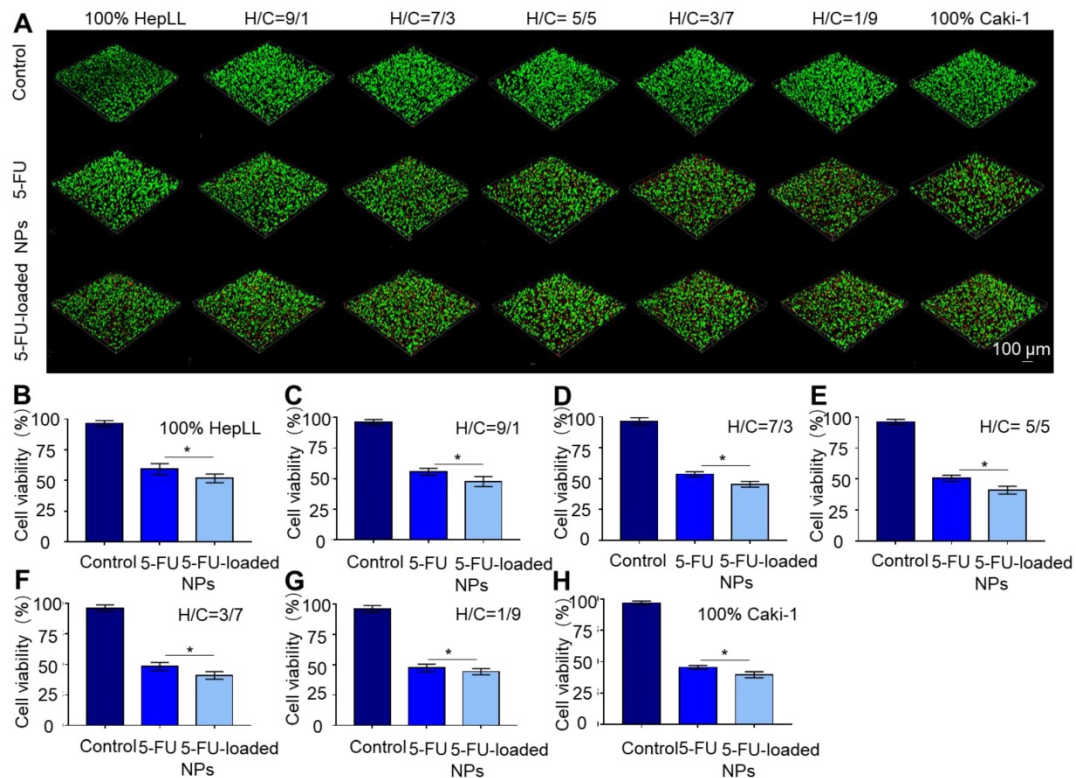 A
100% HepLL H/C=9/1 H/C=7/3 H/C= 5/5 H/C=3/7 H/C=1/9 100% Caki-1
Control
5-FU
5-FU-loaded NPs
100 µm
B
Cell viability (%)
100
75
50
25
0
100% HepLL
*
Control 5-FU 5-FU-loaded
NPs
C
Cell viability (%)
100
75
50
25
0
H/C=9/1
*
Control 5-FU 5-FU-loaded
NPs
D
Cell viability (%)
100
75
50
25
0
H/C=7/3
*
Control 5-FU 5-FU-loaded
NPs
E
Cell viability (%)
100
75
50
25
0
H/C= 5/5
*
Control 5-FU 5-FU-loaded
NPs
F
Cell viability (%)
100
75
50
25
0
H/C=3/7
*
Control 5-FU 5-FU-loaded
NPs
G
Cell viability (%)
100
75
50
25
0
H/C=1/9
*
Control 5-FU 5-FU-loaded
NPs
H
Cell viability (%)
100
75
50
25
0
100% Caki-1
*
Control 5-FU 5-FU-loaded
NPs